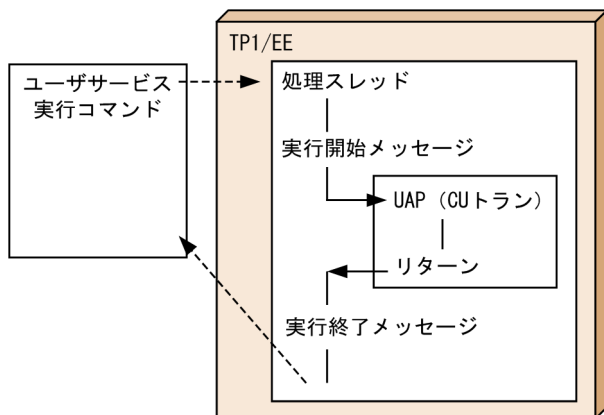 TP1/EE
ユーザサービス
実行コマンド
処理スレッド
実行開始メッセージ
UAP(CUトラン)
リターン
実行終了メッセージ